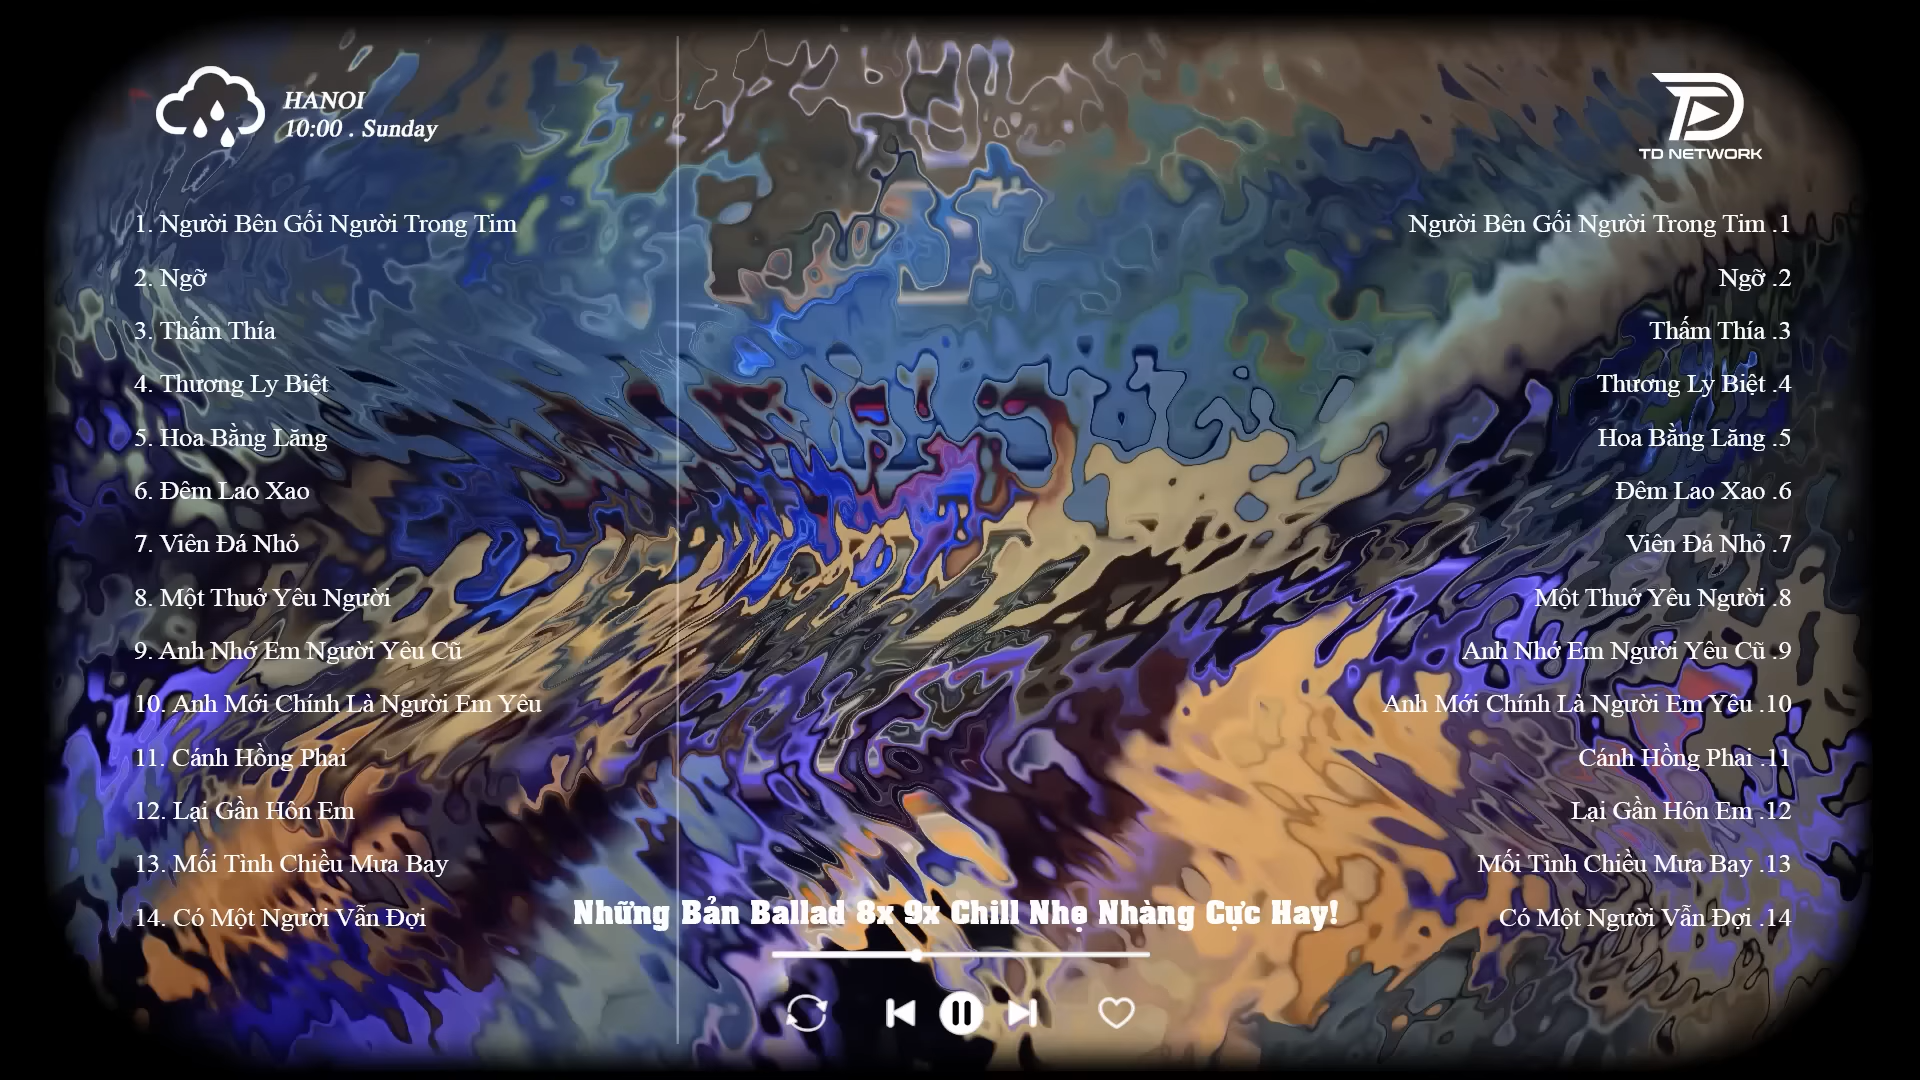 HANOI
10:00 . Sunday
TD NETWORK
1. Người Bên Gối Người Trong Tim
2. Ngỡ
3. Thấm Thía
4. Thương Ly Biệt
5. Hoa Bằng Lăng
6. Đêm Lao Xao
7. Viên Đá Nhỏ
8. Một Thuở Yêu Người
9. Anh Nhớ Em Người Yêu Cũ
10. Anh Mới Chính Là Người Em Yêu
11. Cánh Hồng Phai
12. Lại Gần Hôn Em
13. Mối Tình Chiều Mưa Bay
14. Có Một Người Vẫn Đợi
Người Bên Gối Người Trong Tim .1
Ngỡ .2
Thấm Thía .3
Thương Ly Biệt .4
Hoa Bằng Lăng .5
Đêm Lao Xao .6
Viên Đá Nhỏ .7
Một Thuở Yêu Người .8
Anh Nhớ Em Người Yêu Cũ .9
Anh Mới Chính Là Người Em Yêu .10
Cánh Hồng Phai .11
Lại Gần Hôn Em .12
Mối Tình Chiều Mưa Bay .13
Có Một Người Vẫn Đợi .14
Những Bản Ballad 8x 9x Chill Nhẹ Nhàng Cực Hay!